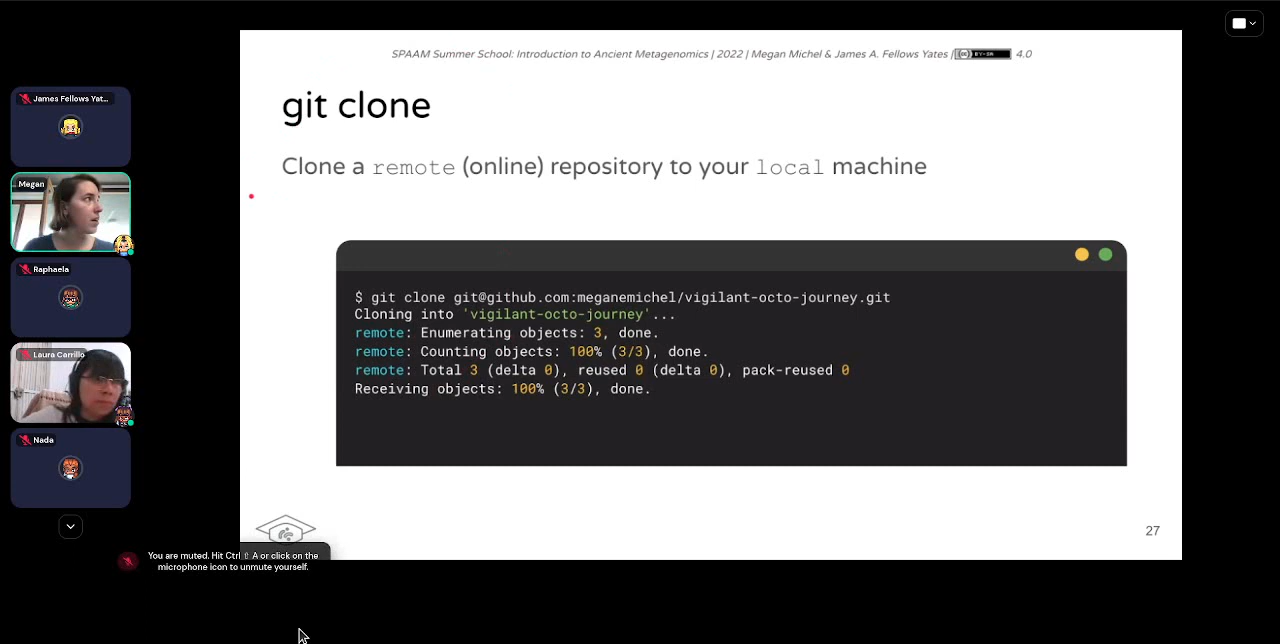 SPAAM Summer School: Introduction to Ancient Metagenomics | 2022 | Megan Michel & James A. Fellows Yates | BY-SA 4.0
git clone
Clone a remote (online) repository to your local machine
$ git clone git@github.com:meganemichel/vigilant-octo-journey.git
Cloning into 'vigilant-octo-journey'...
remote: Enumerating objects: 3, done.
remote: Counting objects: 100% (3/3), done.
remote: Total 3 (delta 0), reused 0 (delta 0), pack-reused 0
Receiving objects: 100% (3/3), done.
27
James Fellows Yat...
Megan
Raphaela
Laura Carrillo
Nada
You are muted. Hit Ctrl ⇧ A or click on the
microphone icon to unmute yourself.